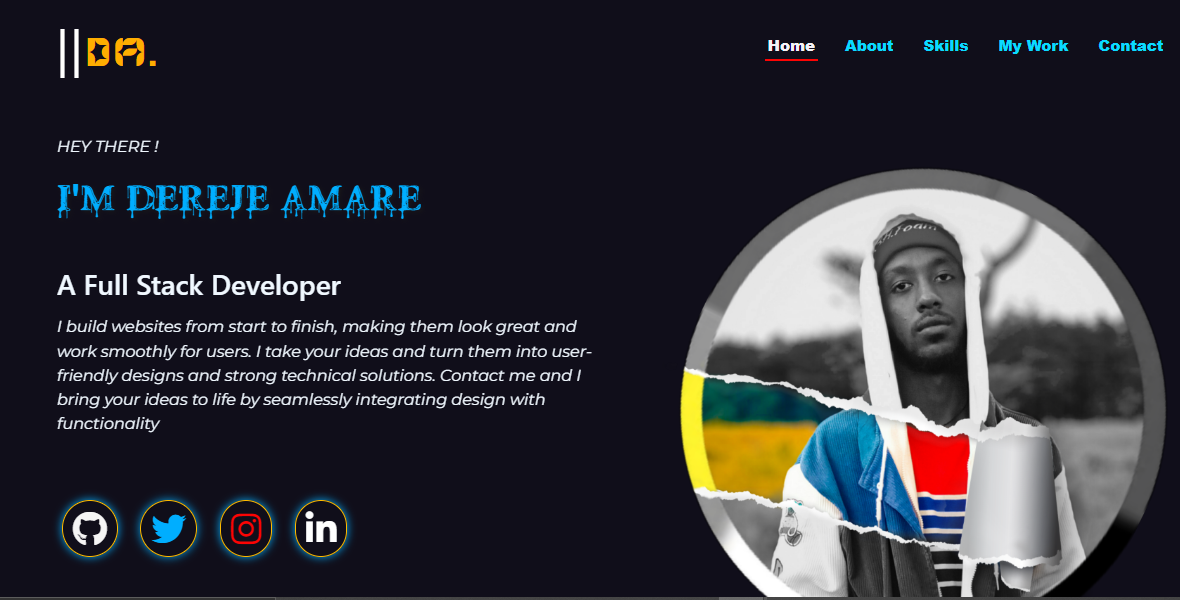 DA.
Home About Skills My Work Contact
HEY THERE !
I'M DEREJE AMARE
A Full Stack Developer
I build websites from start to finish, making them look great and
work smoothly for users. I take your ideas and turn them into user-
friendly designs and strong technical solutions. Contact me and I
bring your ideas to life by seamlessly integrating design with
functionality
in